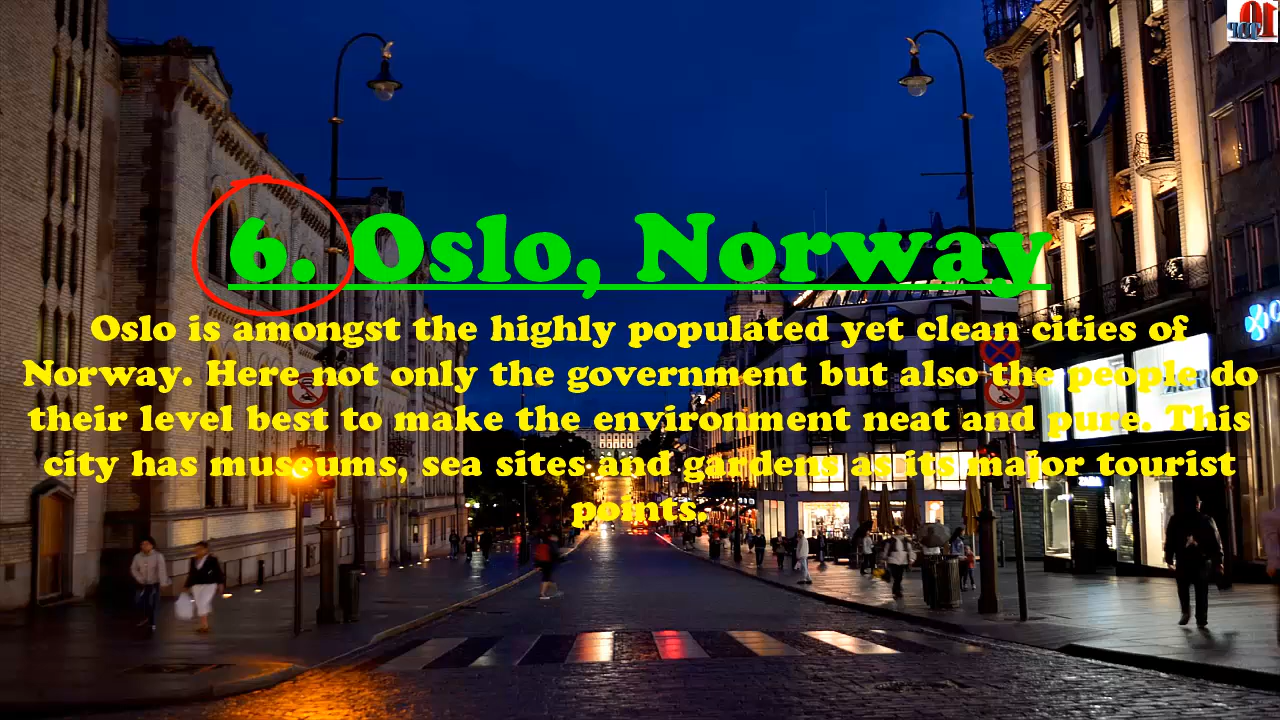 6. Oslo, Norway
Oslo is amongst the highly populated yet clean cities of
Norway. Here not only the government but also the people do
their level best to make the environment neat and pure. This
city has museums, sea sites and gardens as its major tourist
points.